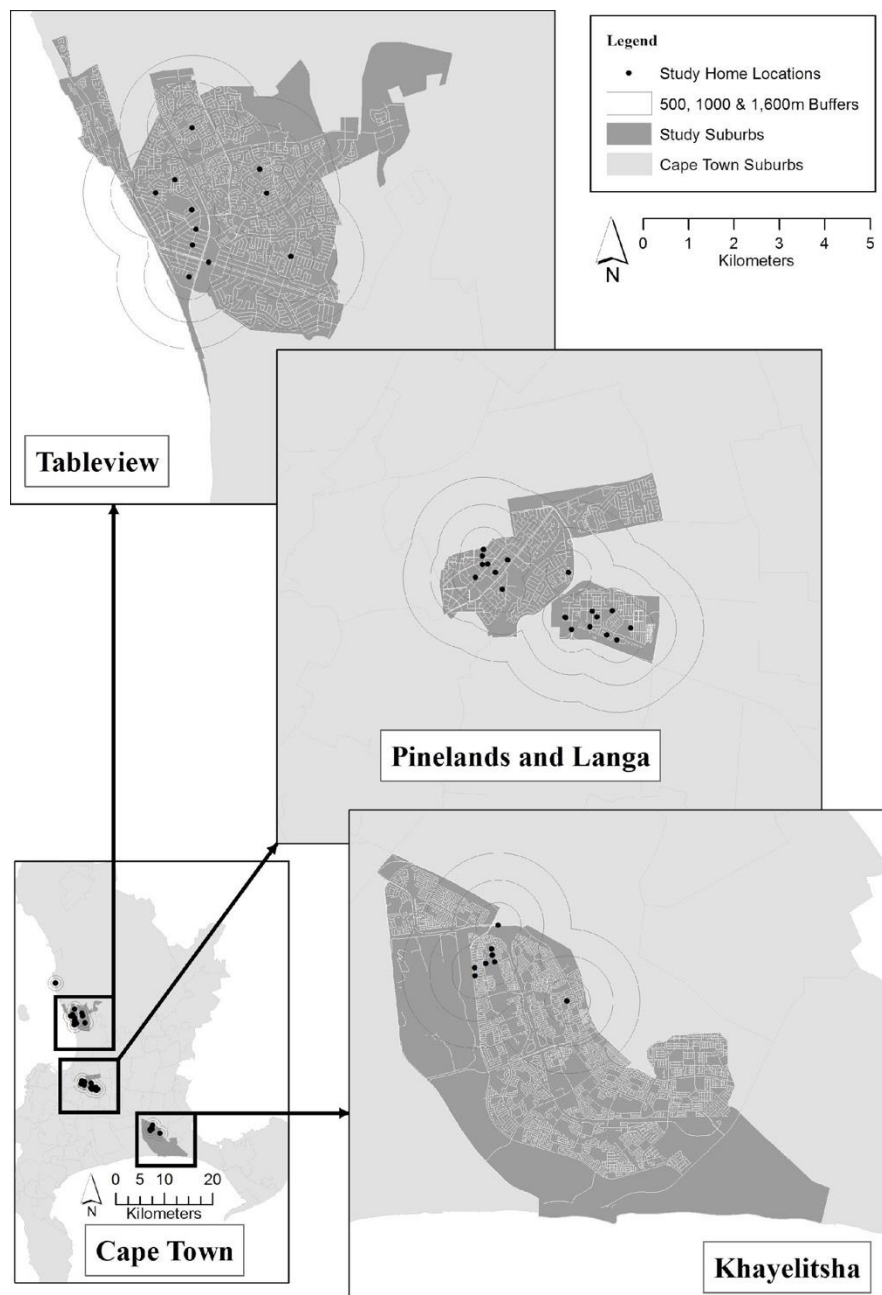 Legend
Study Home Locations
500, 1000 & 1,600m Buffers
Study Suburbs
Cape Town Suburbs
N
0 1 2 3 4 5
Kilometers
Tableview
Pinelands and Langa
0 5 10 20
N
Kilometers
Cape Town
Khayelitsha